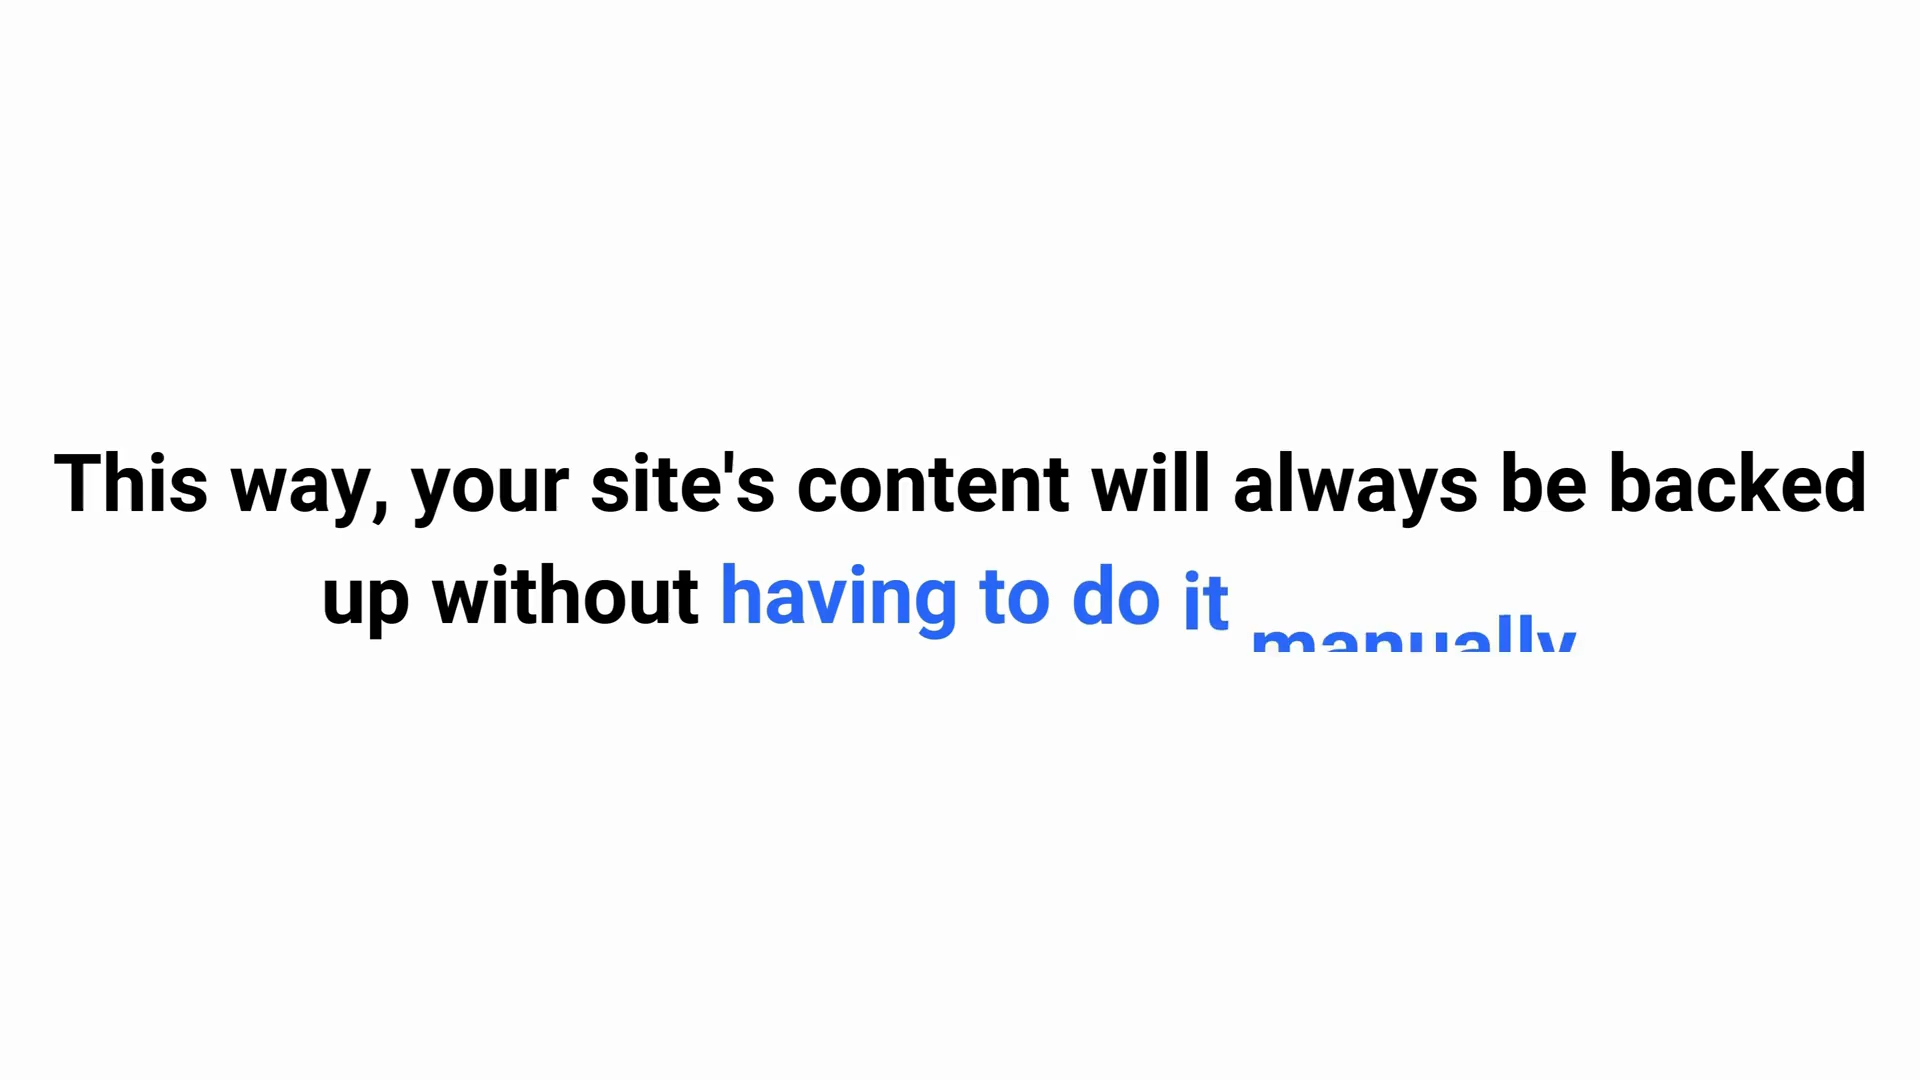 This way, your site's content will always be backed
up without having to do it manually